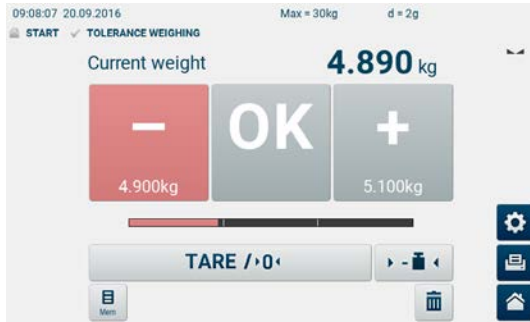 09:08:07 20.09.2016 Max = 30kg d = 2g
START TOLERANCE WEIGHING
Current weight 4.890 kg
− OK +
4.900kg 5.100kg
TARE /›0‹ › - ‹
Mem